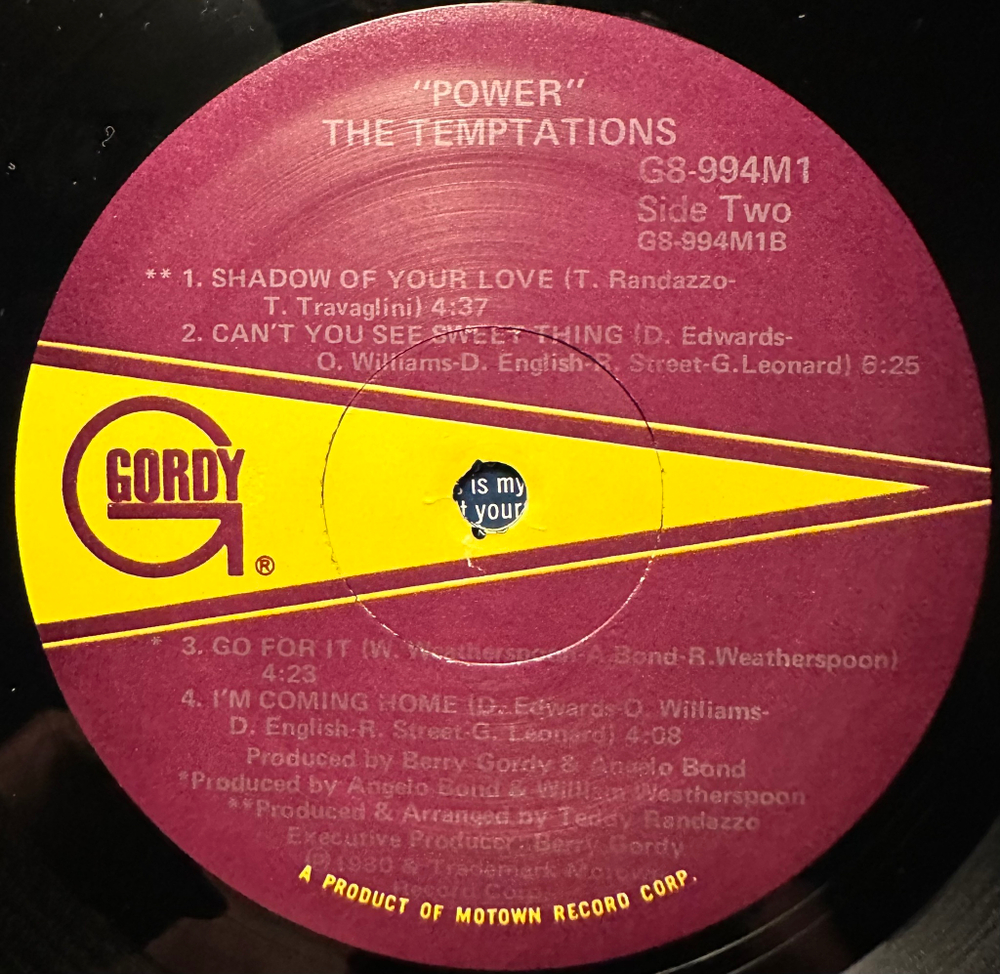 "POWER"
THE TEMPTATIONS
G8-994M1
Side Two
G8-994M1B
** 1. SHADOW OF YOUR LOVE (T. Randazzo-
T. Travaglini) 4:37
2. CAN'T YOU SEE SWEET THING (D. Edwards-
O. Williams-D. English-R. Street-G.Leonard) 6:25
GORDY
®
is my
your
* 3. GO FOR IT (W. Weatherspoon-A.Bond-R.Weatherspoon)
4:23
4. I'M COMING HOME (D. Edwards-O. Williams-
D. English-R. Street-G. Leonard) 4:08
Produced by Berry Gordy & Angelo Bond
*Produced by Angelo Bond & William Weatherspoon
**Produced & Arranged by Teddy Randazzo
Executive Producer: Berry Gordy
℗1980 & Trademark Motown
Record
A PRODUCT OF MOTOWN RECORD CORP.